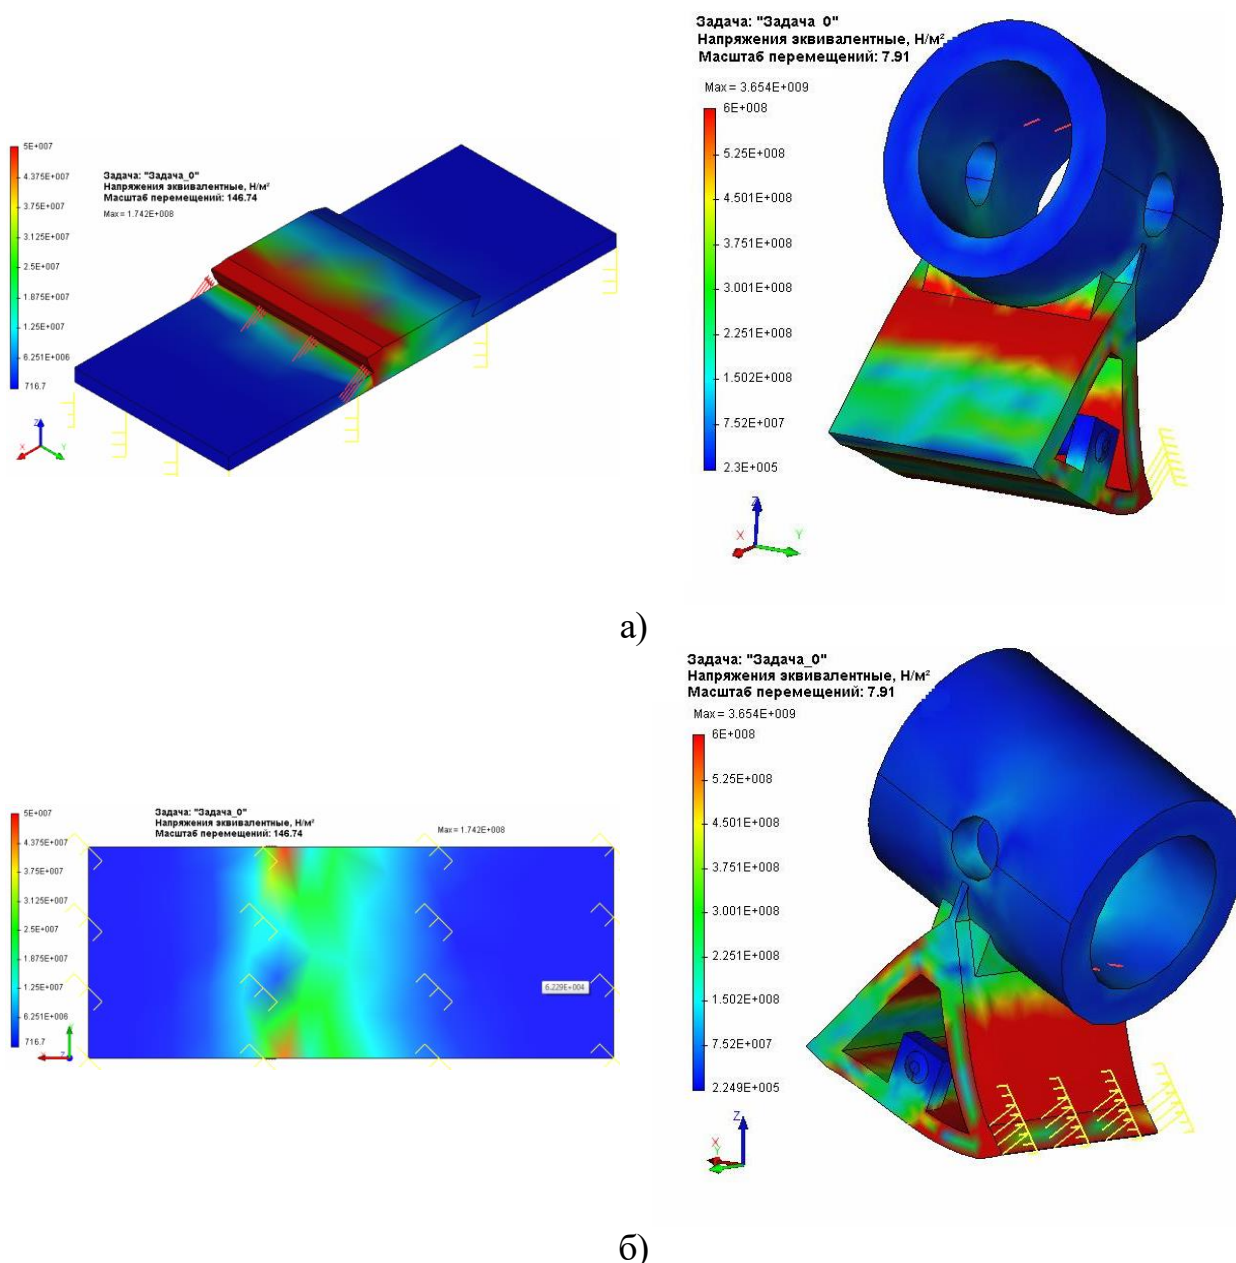 Задача: "Задача_0"
Напряжения эквивалентные, Н/м²
Масштаб перемещений: 146.74
Max = 1.742E+008
5E+007
4.375E+007
3.75E+007
3.125E+007
2.5E+007
1.875E+007
1.25E+007
6.251E+006
716.7
Z
X
Y
Задача: "Задача_0"
Напряжения эквивалентные, Н/м²
Масштаб перемещений: 7.91
Max = 3.654E+009
6E+008
5.25E+008
4.501E+008
3.751E+008
3.001E+008
2.251E+008
1.502E+008
7.52E+007
2.3E+005
Z
X
Y
а)
Задача: "Задача_0"
Напряжения эквивалентные, Н/м²
Масштаб перемещений: 146.74
Max = 1.742E+008
5E+007
4.375E+007
3.75E+007
3.125E+007
2.5E+007
1.875E+007
1.25E+007
6.251E+006
716.7
6.229E+004
Y
X
Z
Задача: "Задача_0"
Напряжения эквивалентные, Н/м²
Масштаб перемещений: 7.91
Max = 3.654E+009
6E+008
5.25E+008
4.501E+008
3.751E+008
3.001E+008
2.251E+008
1.502E+008
7.52E+007
2.249E+005
Z
X
Y
б)